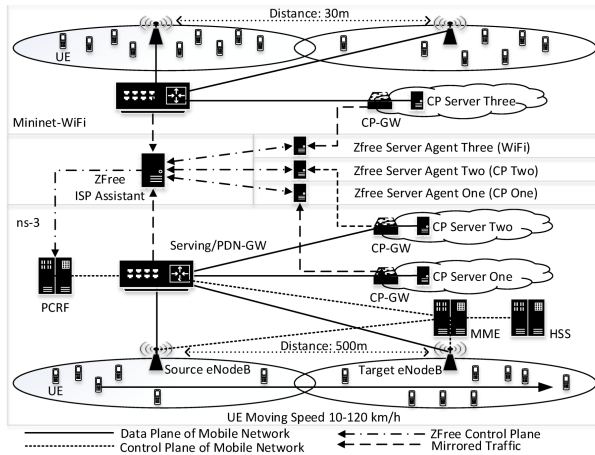 Distance: 30m
UE
CP Server Three
CP-GW
Mininet-WiFi
Zfree Server Agent Three (WiFi)
Zfree Server Agent Two (CP Two)
Zfree Server Agent One (CP One)
ZFree
ISP Assistant
ns-3
Serving/PDN-GW
CP Server Two
CP-GW
CP Server One
CP-GW
PCRF
MME
HSS
Distance: 500m
Source eNodeB
Target eNodeB
UE
UE Moving Speed 10-120 km/h
Data Plane of Mobile Network
ZFree Control Plane
Control Plane of Mobile Network
Mirrored Traffic